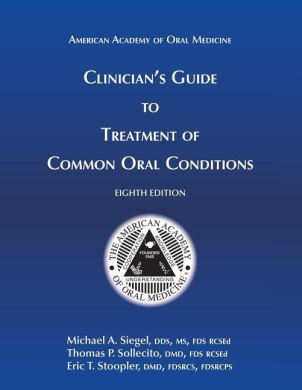 AMERICAN ACADEMY OF ORAL MEDICINE
CLINICIAN'S GUIDE
TO
TREATMENT OF
COMMON ORAL CONDITIONS
EIGHTH EDITION
THE AMERICAN ACADEMY
OF ORAL MEDICINE
FOUNDED
1945
UNDERSTANDING
Michael A. Siegel, DDS, MS, FDS RCSEd
Thomas P. Sollecito, DMD, FDS RCSEd
Eric T. Stoopler, DMD, FDSRCS, FDSRCPS